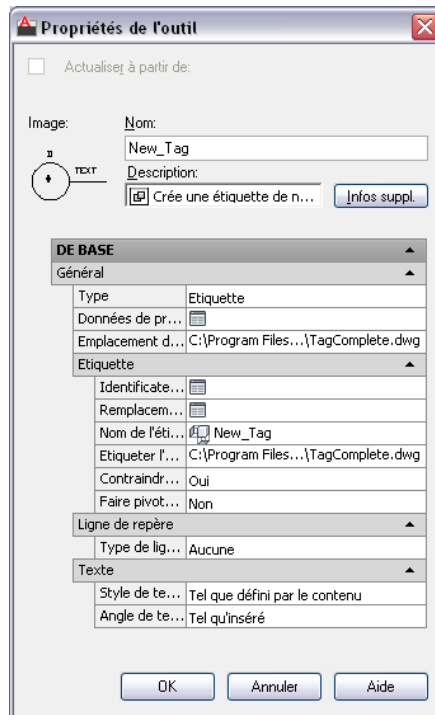 Propriétés de l'outil
Actualiser à partir de:
Image:
Nom:
New_Tag
Description:
Crée une étiquette de n...
Infos suppl.
TEXT
DE BASE
Général
Type Etiquette
Données de pr...
Emplacement d... C:\Program Files...\TagComplete.dwg
Etiquette
Identificate...
Remplacem...
Nom de l'éti... New_Tag
Etiqueter l'... C:\Program Files...\TagComplete.dwg
Contraindr... Oui
Faire pivot... Non
Ligne de repère
Type de lig... Aucune
Texte
Style de te... Tel que défini par le contenu
Angle de te... Tel qu'inséré
OK
Annuler
Aide